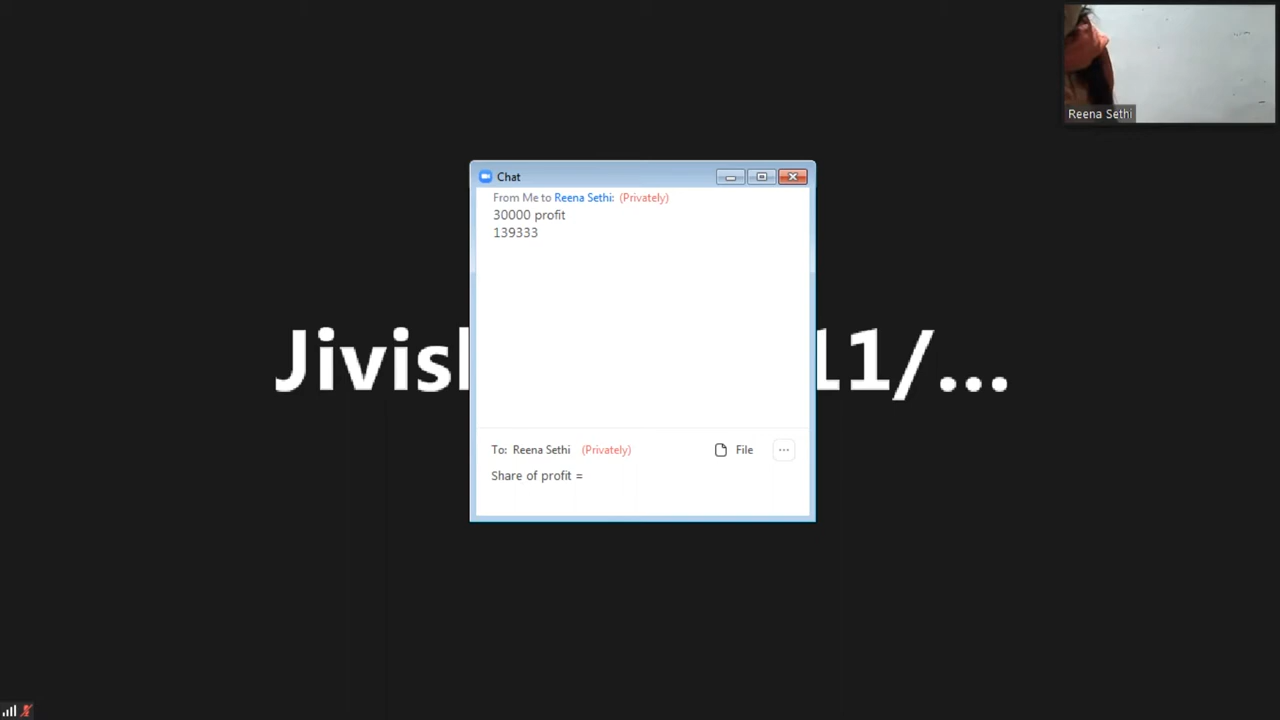 Reena Sethi
Chat
From Me to Reena Sethi: (Privately)
30000 profit
139333
11/...
To: Reena Sethi (Privately) File ...
Share of profit =